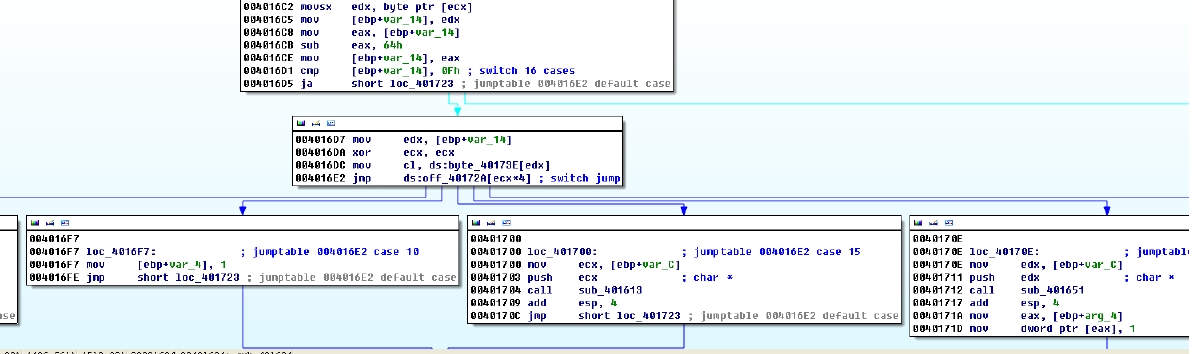 004016C2 movsx edx, byte ptr [ecx]
004016C5 mov [ebp+var_14], edx
004016C8 mov eax, [ebp+var_14]
004016CB sub eax, 64h
004016CE mov [ebp+var_14], eax
004016D1 cmp [ebp+var_14], 0Fh ; switch 16 cases
004016D5 ja short loc_401723 ; jumptable 004016E2 default case
004016D7 mov edx, [ebp+var_14]
004016DA xor ecx, ecx
004016DC mov cl, ds:byte_40173E[edx]
004016E2 jmp ds:off_40172A[ecx*4] ; switch jump
se
004016F7
004016F7 loc_4016F7: ; jumptable 004016E2 case 10
004016F7 mov [ebp+var_4], 1
004016FE jmp short loc_401723 ; jumptable 004016E2 default case
00401700
00401700 loc_401700: ; jumptable 004016E2 case 15
00401700 mov ecx, [ebp+var_C]
00401703 push ecx ; char *
00401704 call sub_401613
00401709 add esp, 4
0040170C jmp short loc_401723 ; jumptable 004016E2 default case
0040170E
0040170E loc_40170E: ; jumptable
0040170E mov edx, [ebp+var_C]
00401711 push edx ; char *
00401712 call sub_401651
00401717 add esp, 4
0040171A mov eax, [ebp+arg_4]
0040171D mov dword ptr [eax], 1